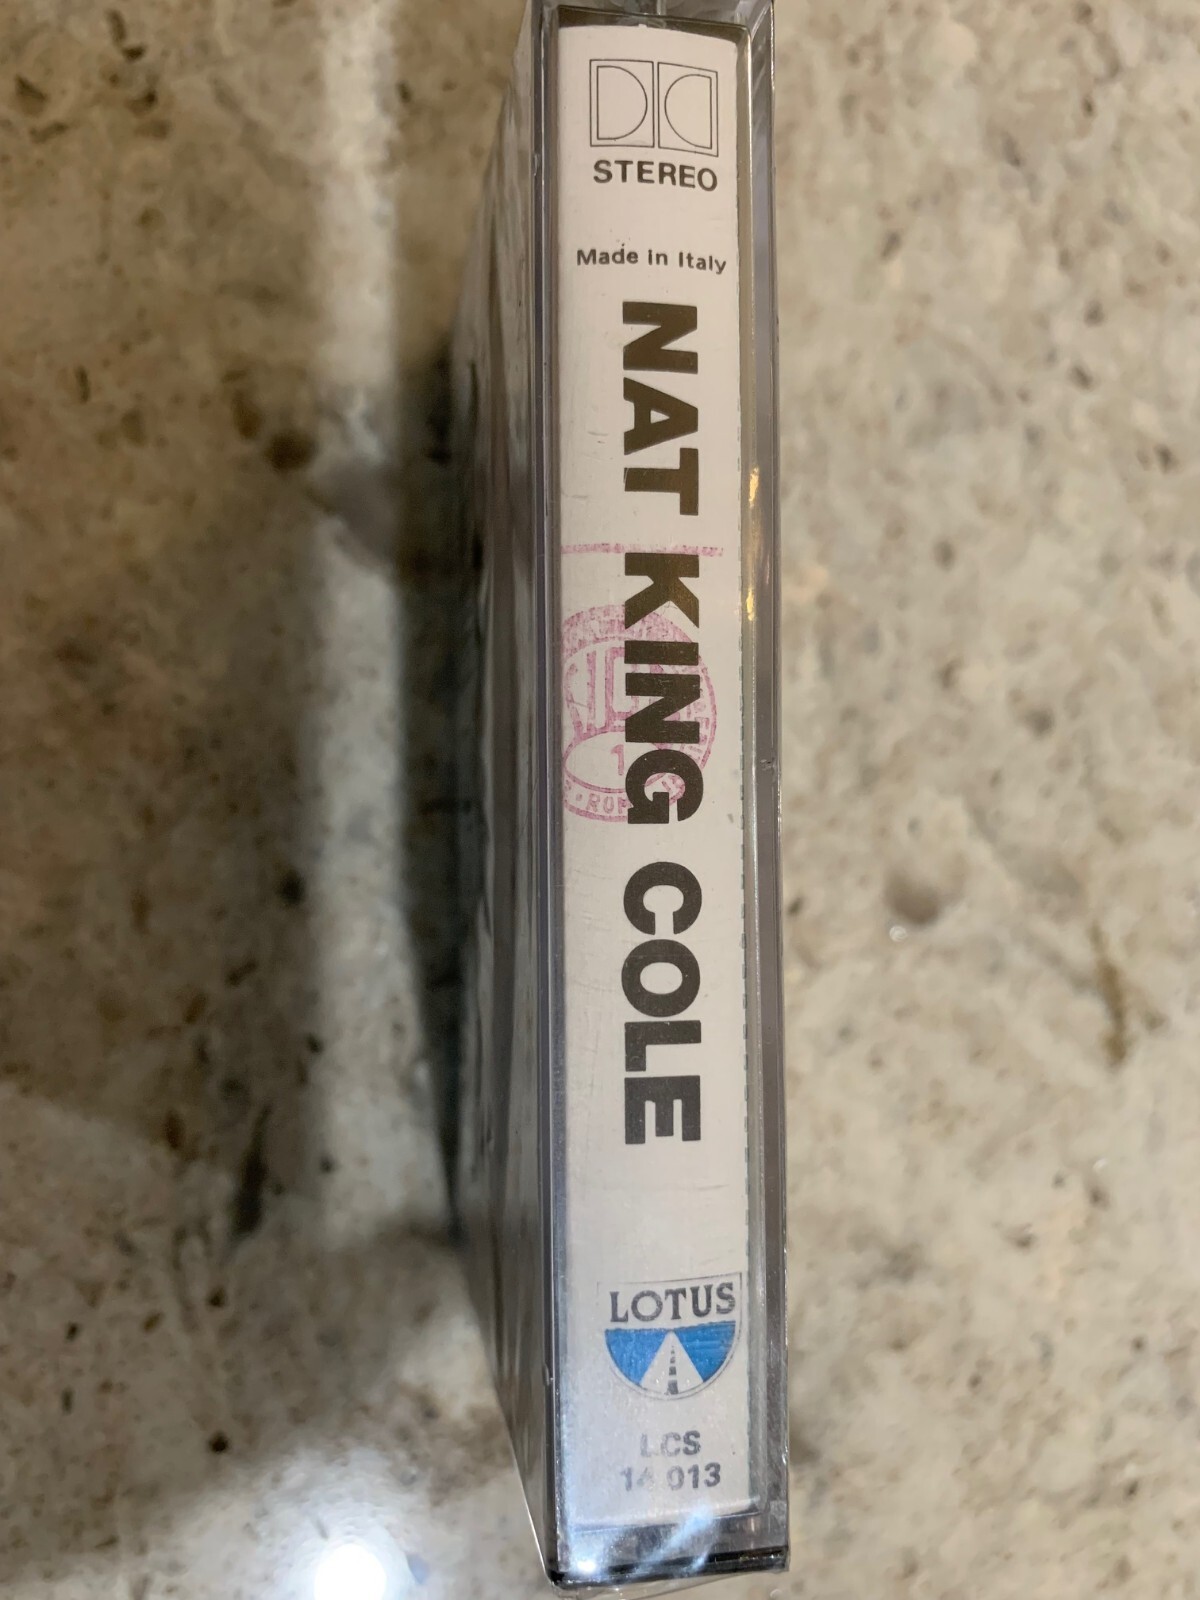 STEREO
Made in Italy
NAT KING COLE
LOTUS
LCS
14 013